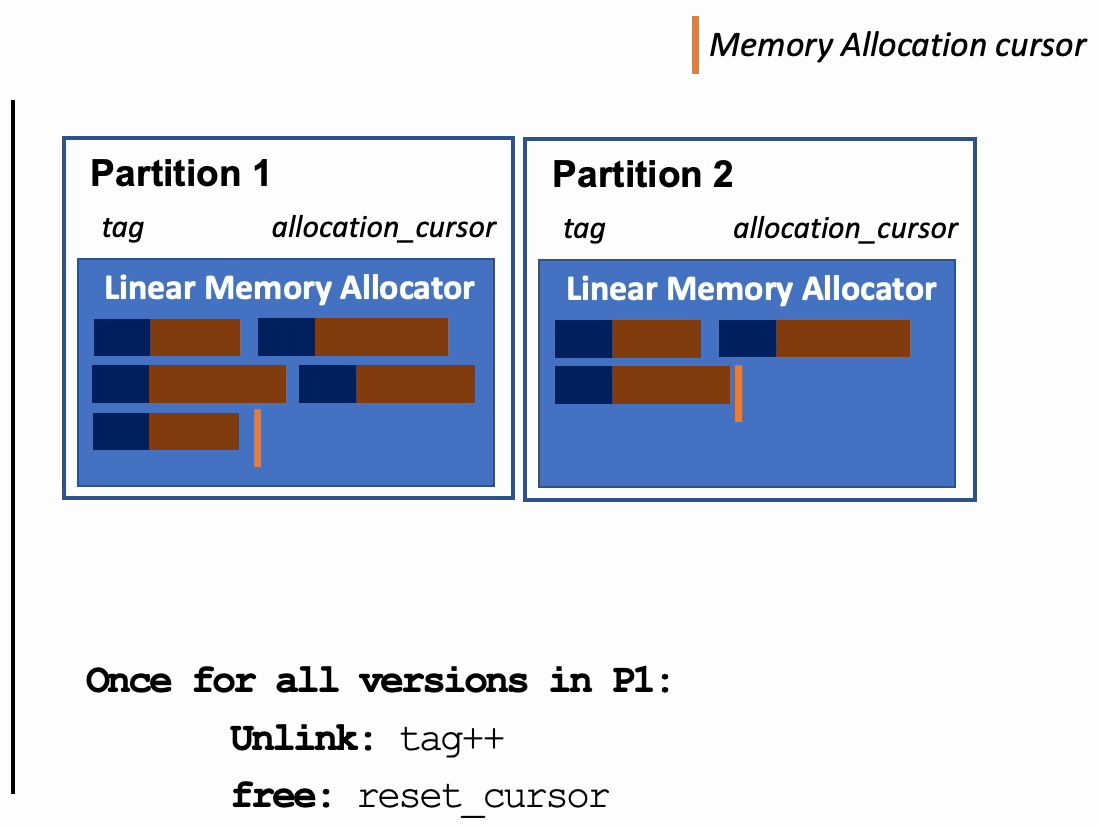 Memory Allocation cursor
Partition 1
tag allocation_cursor
Linear Memory Allocator
Partition 2
tag allocation_cursor
Linear Memory Allocator
Once for all versions in P1:
Unlink: tag++
free: reset_cursor